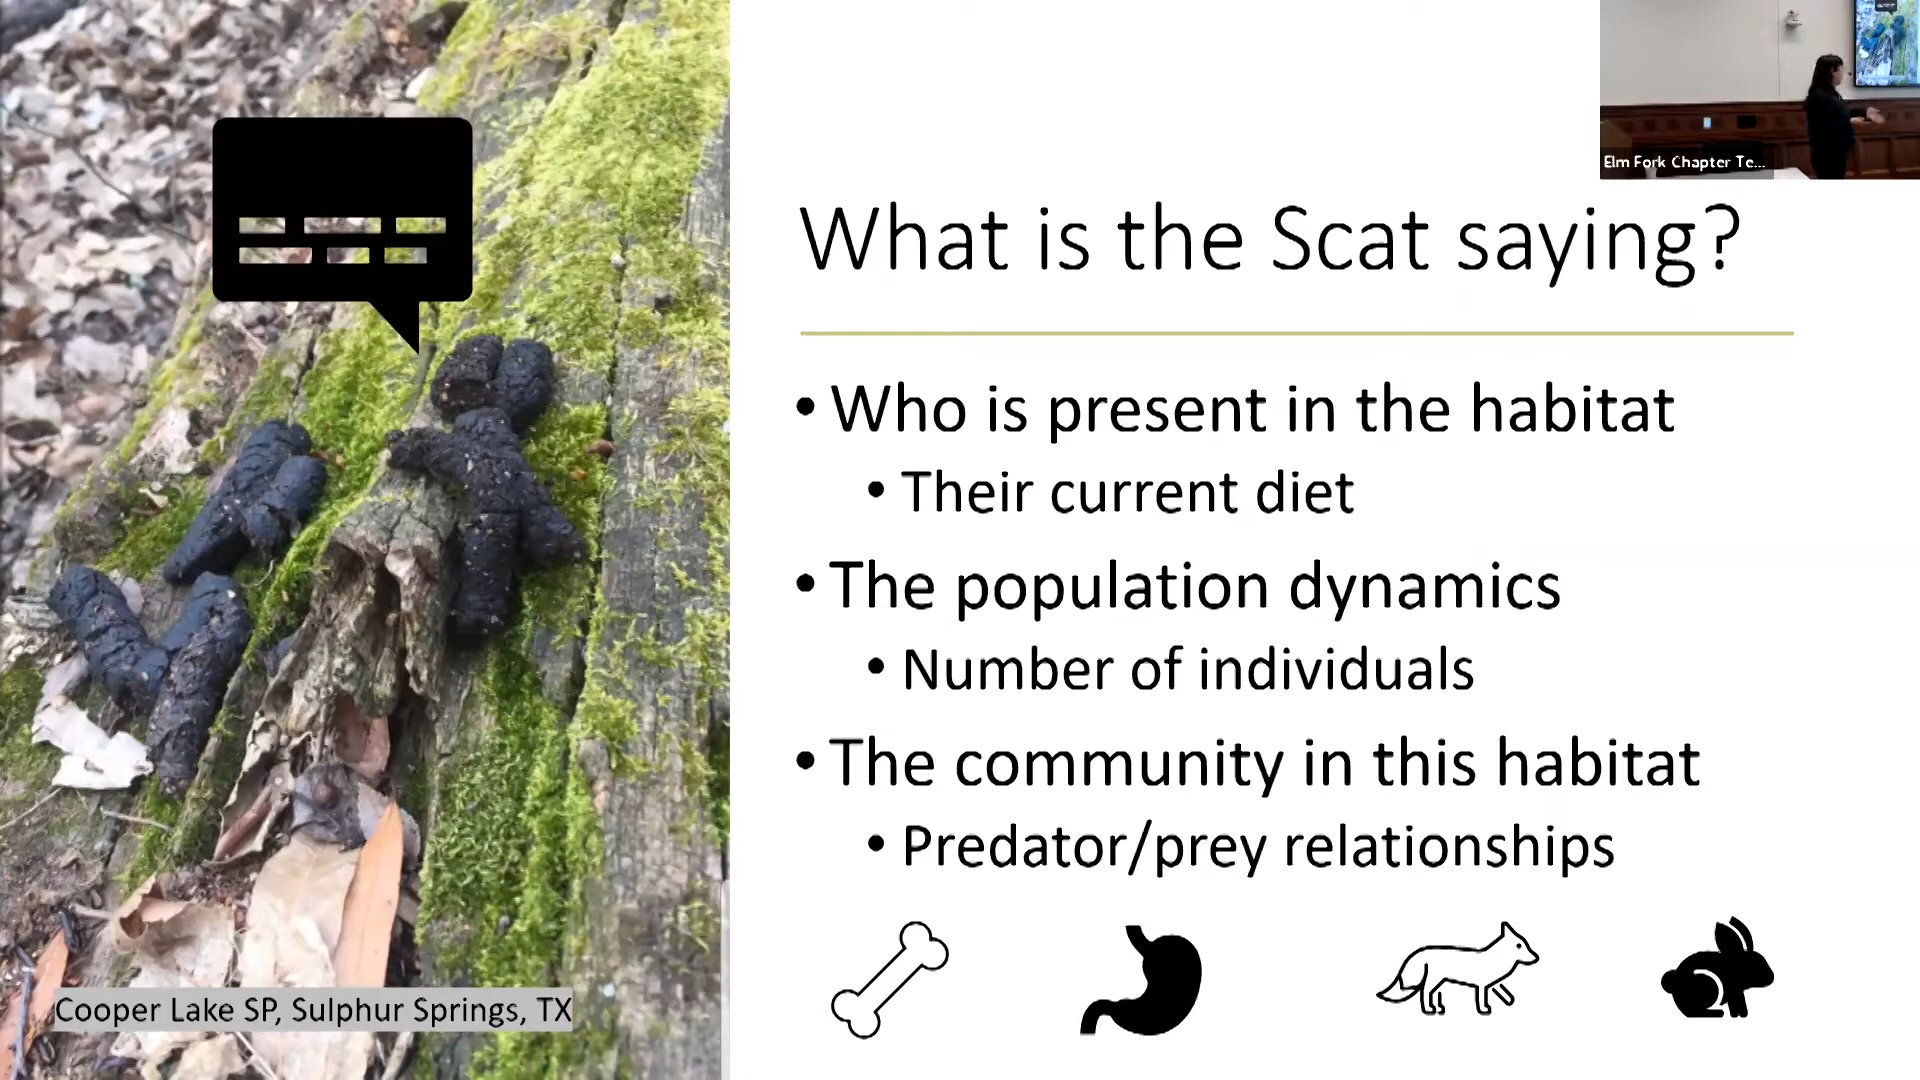 Elm Fork Chapter Te...
What is the Scat saying?
• Who is present in the habitat
• Their current diet
• The population dynamics
• Number of individuals
• The community in this habitat
• Predator/prey relationships
Cooper Lake SP, Sulphur Springs, TX